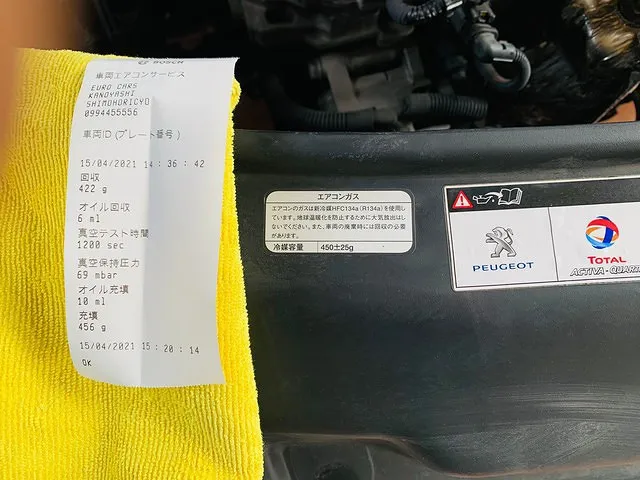 BOSCH
車両エアコンサービス
EURO CARS
KANOYASHI
SHIMOHORICYO
0994455556
車両ID(プレート番号)
15/04/2021 14:36:42
回収
422 g
オイル回収
6 ml
真空テスト時間
1200 sec
真空保持圧力
69 mbar
オイル充填
10 ml
充填
456 g
15/04/2021 15:20:14
OK
エアコンガス
エアコンのガスは新冷媒HFC134a(R134a)を使用し
ています。地球温暖化を防止するために大気放出はし
ないでください。また、車両の廃棄時には回収の必要
があります。
冷媒容量 450±25g
PEUGEOT
TOTAL
ACTIVA-QUART